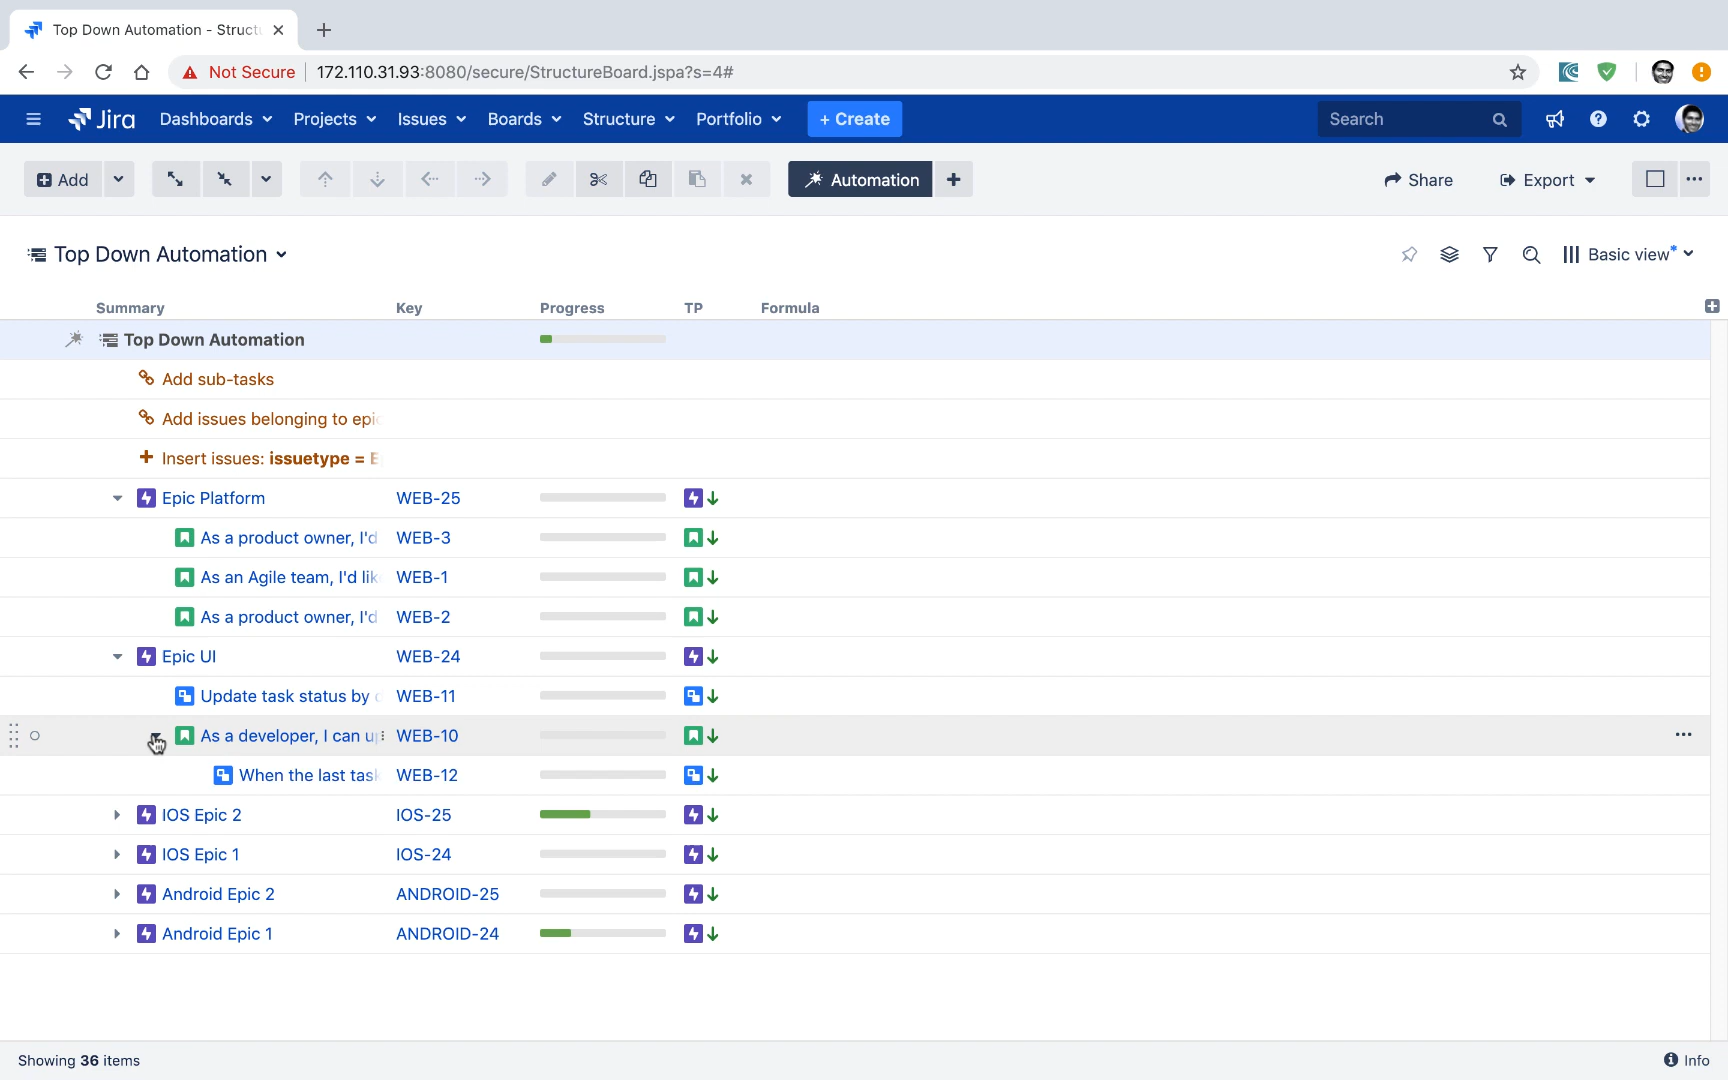 Top Down Automation - Struct
Not Secure 172.110.31.93:8080/secure/StructureBoard.jspa?s=4#
Jira Dashboards Projects Issues Boards Structure Portfolio + Create Search
Add Automation Share Export
Top Down Automation Basic view*
Summary Key Progress TP Formula
Top Down Automation
Add sub-tasks
Add issues belonging to epic
Insert issues: issuetype = E
Epic Platform WEB-25
As a product owner, I'd WEB-3
As an Agile team, I'd lik WEB-1
As a product owner, I'd WEB-2
Epic UI WEB-24
Update task status by WEB-11
As a developer, I can up WEB-10
When the last task WEB-12
IOS Epic 2 IOS-25
IOS Epic 1 IOS-24
Android Epic 2 ANDROID-25
Android Epic 1 ANDROID-24
Showing 36 items Info